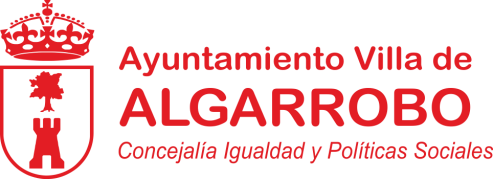 Ayuntamiento Villa de
ALGARROBO
Concejalía Igualdad y Políticas Sociales